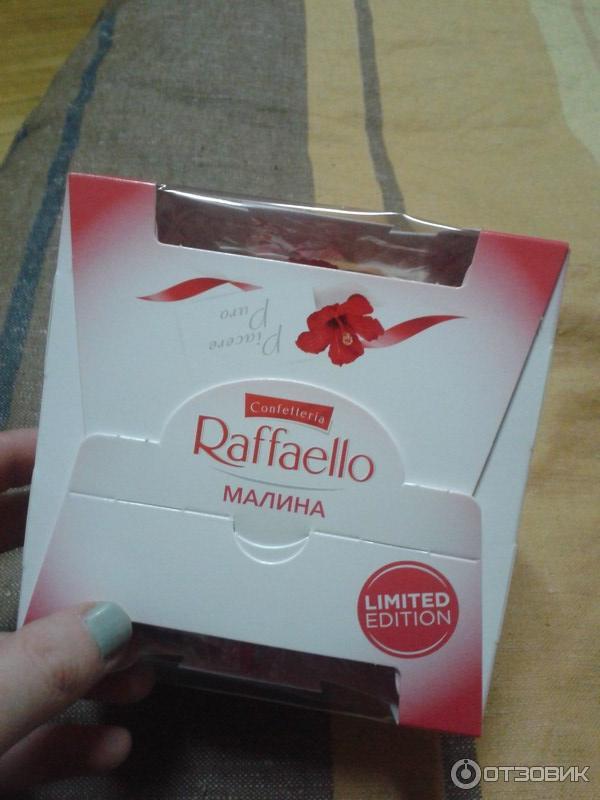 Piacere
Puro
Confetteria
Raffaello
МАЛИНА
LIMITED
EDITION
ОТЗОВИК